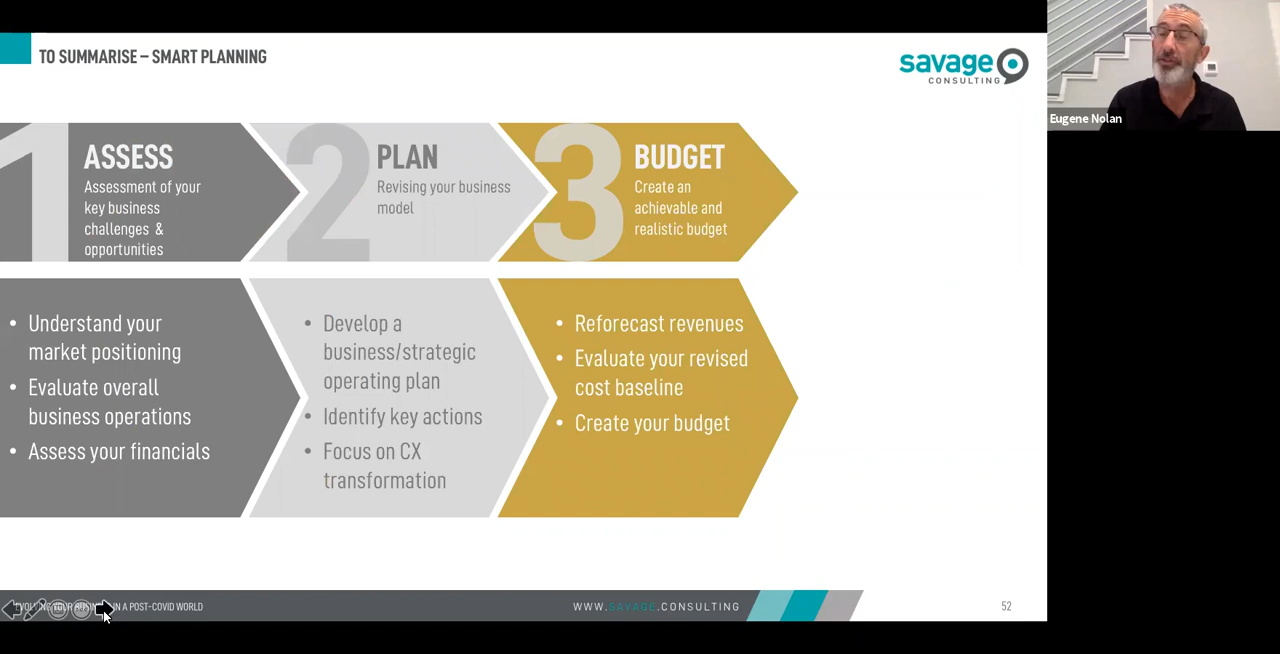 TO SUMMARISE – SMART PLANNING
savage
CONSULTING
Eugene Nolan
1
ASSESS
Assessment of your
key business
challenges &
opportunities
2
PLAN
Revising your business
model
3
BUDGET
Create an
achievable and
realistic budget
• Understand your
market positioning
• Evaluate overall
business operations
• Assess your financials
• Develop a
business/strategic
operating plan
• Identify key actions
• Focus on CX
transformation
• Reforecast revenues
• Evaluate your revised
cost baseline
• Create your budget
YOUR IN A POST-COVID WORLD
WWW.SAVAGE.CONSULTING
52